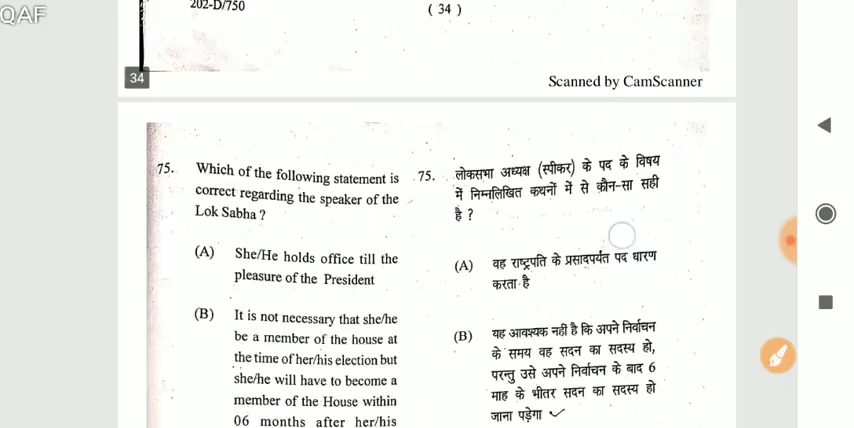 QAF
202-D/750
( 34 )
34
Scanned by CamScanner
75. Which of the following statement is
correct regarding the speaker of the
Lok Sabha ?
(A) She/He holds office till the
pleasure of the President
(B) It is not necessary that she/he
be a member of the house at
the time of her/his election but
she/he will have to become a
member of the House within
06 months after her/his
75. लोकसभा अध्यक्ष (स्पीकर) के पद के विषय
में निम्नलिखित कथनों में से कौन-सा सही
है ?
(A) वह राष्ट्रपति के प्रसादपर्यंत पद धारण
करता है
(B) यह आवश्यक नहीं है कि अपने निर्वाचन
के समय वह सदन का सदस्य हो,
परन्तु उसे अपने निर्वाचन के बाद 6
माह के भीतर सदन का सदस्य हो
जाना पड़ेगा